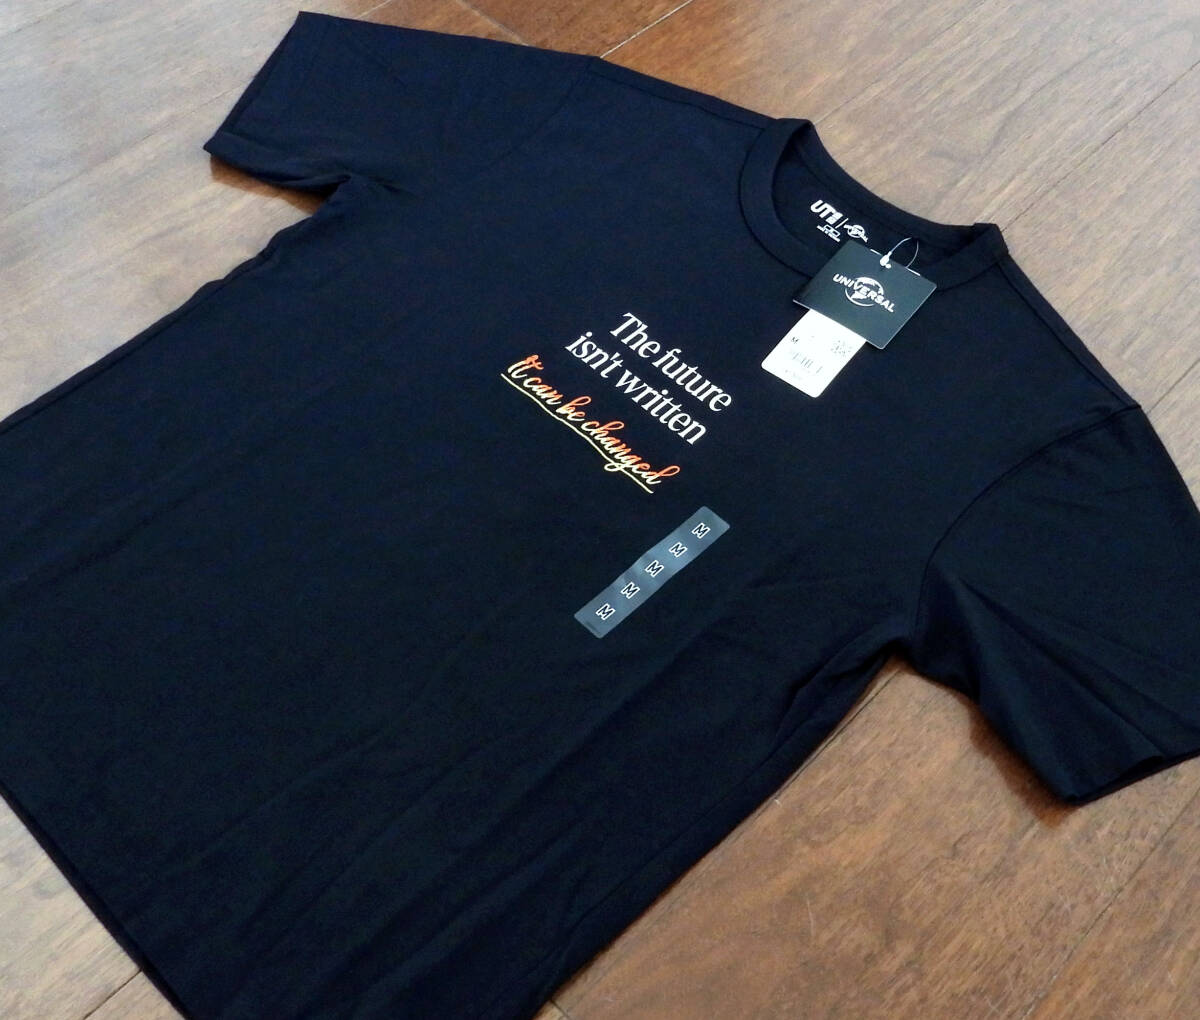 UT
UNIVERSAL
M
The future
isn't written
it can be changed
M
M
M
M
M